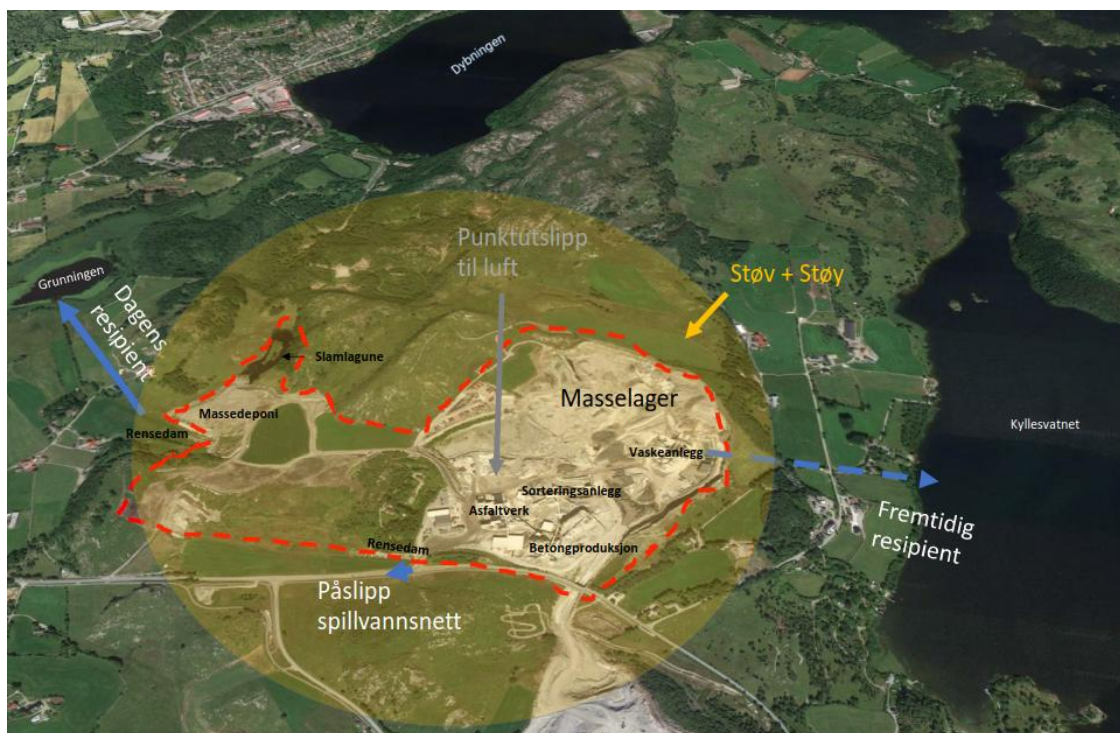 Dybningen
Punktutslipp
til luft
Grunningen
Støv + Støy
Dagens
resipient
Slamlagune
Masselager
Massedeponi
Kyllesvatnet
Rensedam
Vaskeanlegg
Sorteringsanlegg
Asfaltverk
Fremtidig
resipient
Rensedam
Betongproduksjon
Påslipp
spillvannsnett